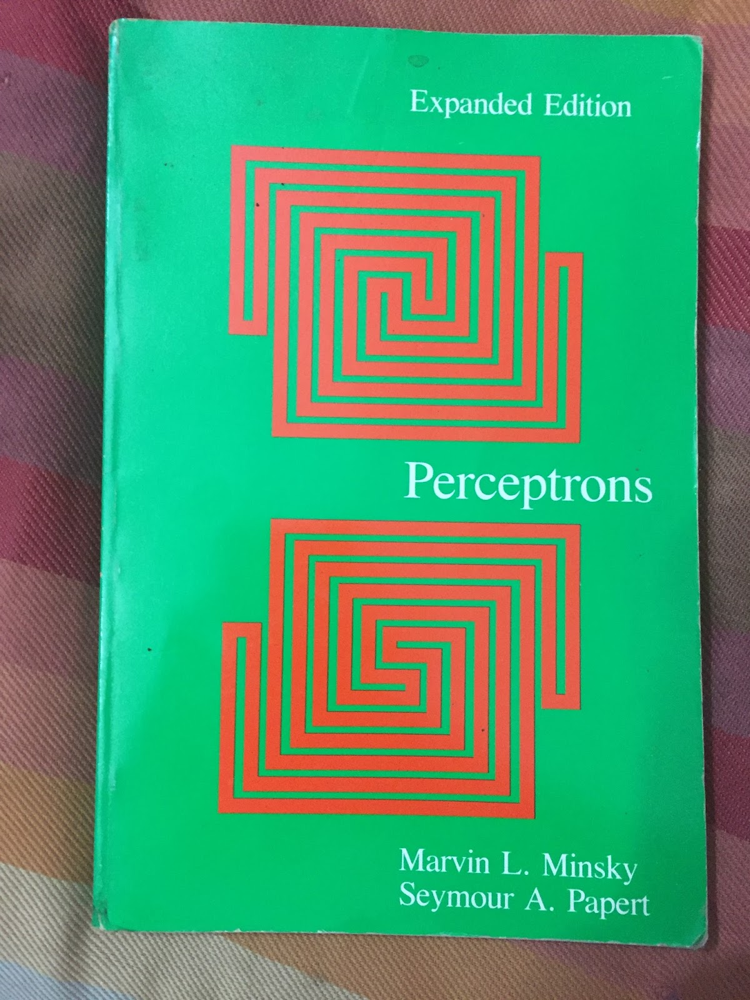 Expanded Edition
Perceptrons
Marvin L. Minsky
Seymour A. Papert